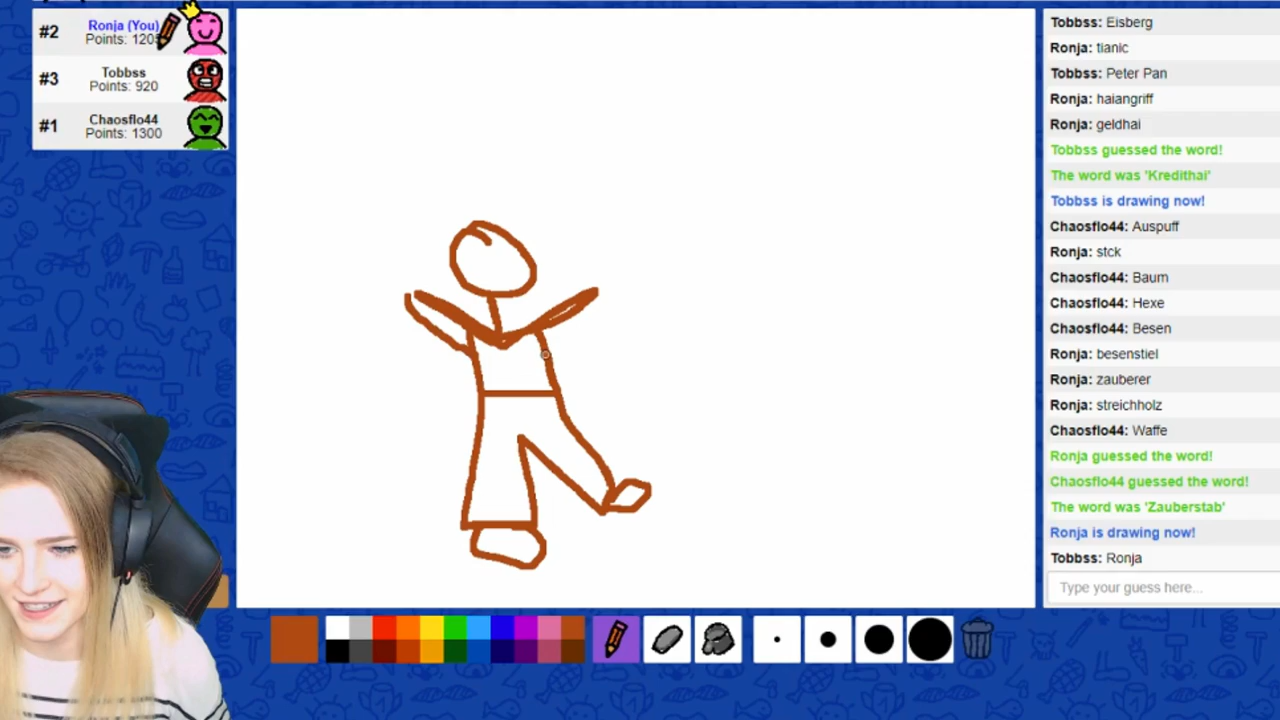 #2
Ronja (You)
Points: 1205
#3
Tobbss
Points: 920
#1
Chaosflo44
Points: 1300
Tobbss: Eisberg
Ronja: tianic
Tobbss: Peter Pan
Ronja: haiangriff
Ronja: geldhai
Tobbss guessed the word!
The word was 'Kredithai'
Tobbss is drawing now!
Chaosflo44: Auspuff
Ronja: stck
Chaosflo44: Baum
Chaosflo44: Hexe
Chaosflo44: Besen
Ronja: besenstiel
Ronja: zauberer
Ronja: streichholz
Chaosflo44: Waffe
Ronja guessed the word!
Chaosflo44 guessed the word!
The word was 'Zauberstab'
Ronja is drawing now!
Tobbss: Ronja
Type your guess here...